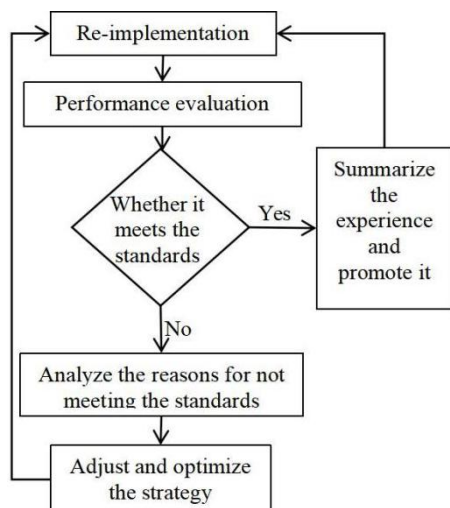 Re-implementation
Performance evaluation
Whether it
meets the
standards
Yes
Summarize
the
experience
and
promote it
No
Analyze the reasons for not
meeting the standards
Adjust and optimize
the strategy